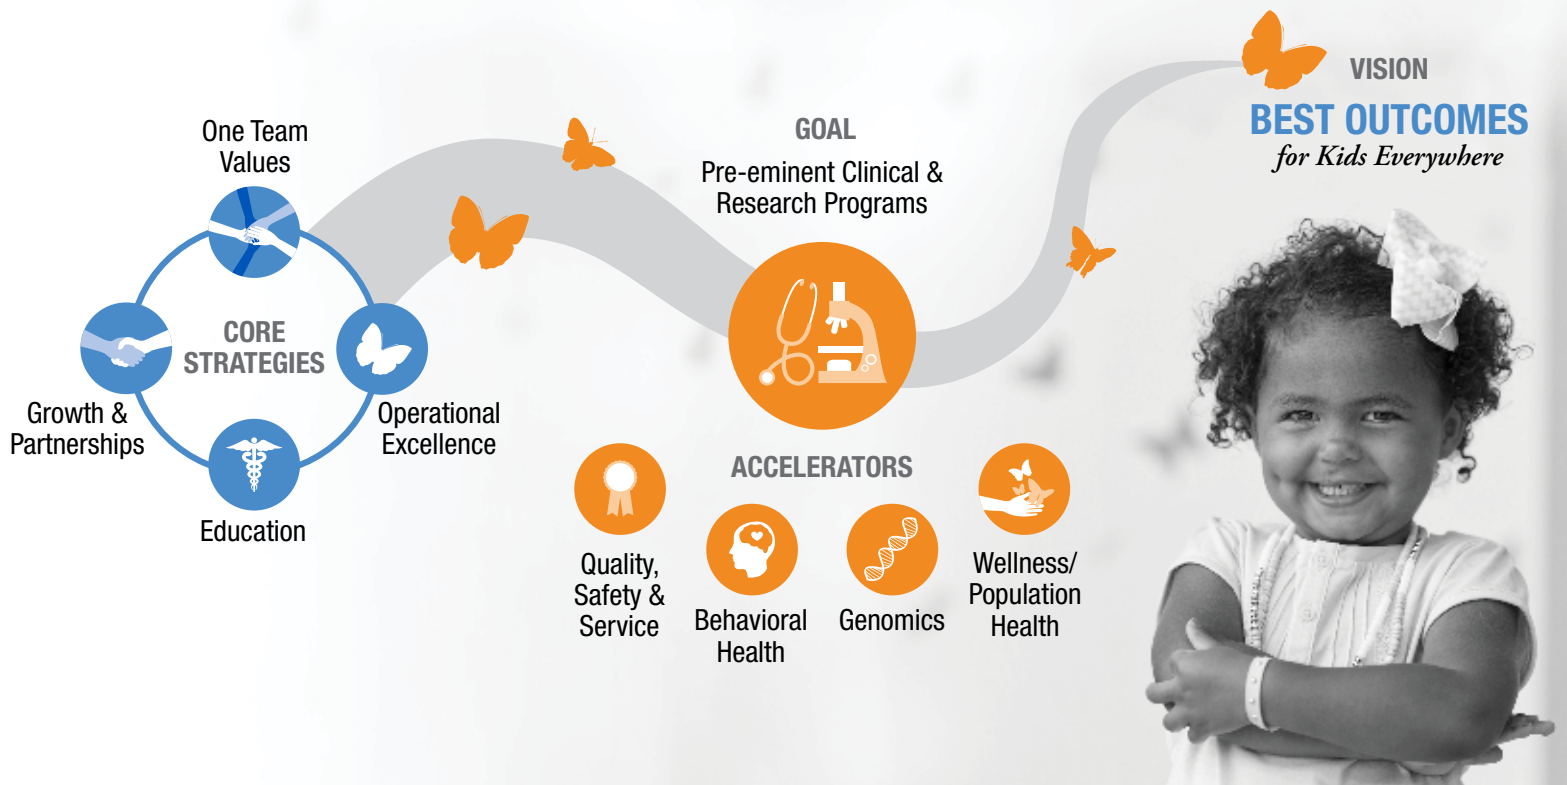 One Team
Values
CORE
STRATEGIES
Growth &
Partnerships
Operational
Excellence
Education
GOAL
Pre-eminent Clinical &
Research Programs
ACCELERATORS
Quality,
Safety &
Service
Behavioral
Health
Genomics
Wellness/
Population
Health
VISION
BEST OUTCOMES
for Kids Everywhere